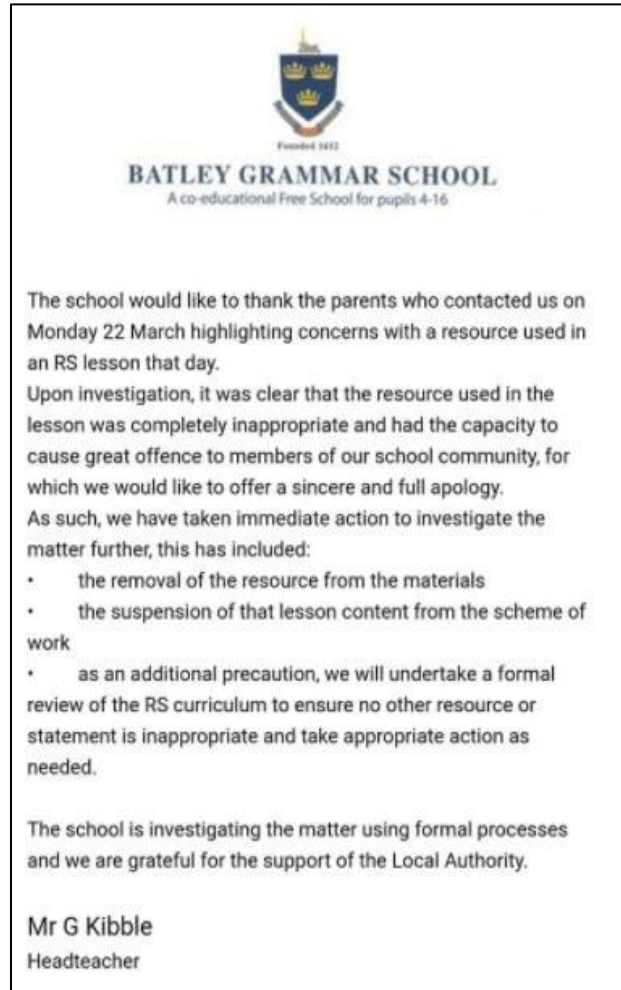 Founded 1612
BATLEY GRAMMAR SCHOOL
A co-educational Free School for pupils 4-16
The school would like to thank the parents who contacted us on
Monday 22 March highlighting concerns with a resource used in
an RS lesson that day.
Upon investigation, it was clear that the resource used in the
lesson was completely inappropriate and had the capacity to
cause great offence to members of our school community, for
which we would like to offer a sincere and full apology.
As such, we have taken immediate action to investigate the
matter further, this has included:
• the removal of the resource from the materials
• the suspension of that lesson content from the scheme of
work
• as an additional precaution, we will undertake a formal
review of the RS curriculum to ensure no other resource or
statement is inappropriate and take appropriate action as
needed.
The school is investigating the matter using formal processes
and we are grateful for the support of the Local Authority.
Mr G Kibble
Headteacher